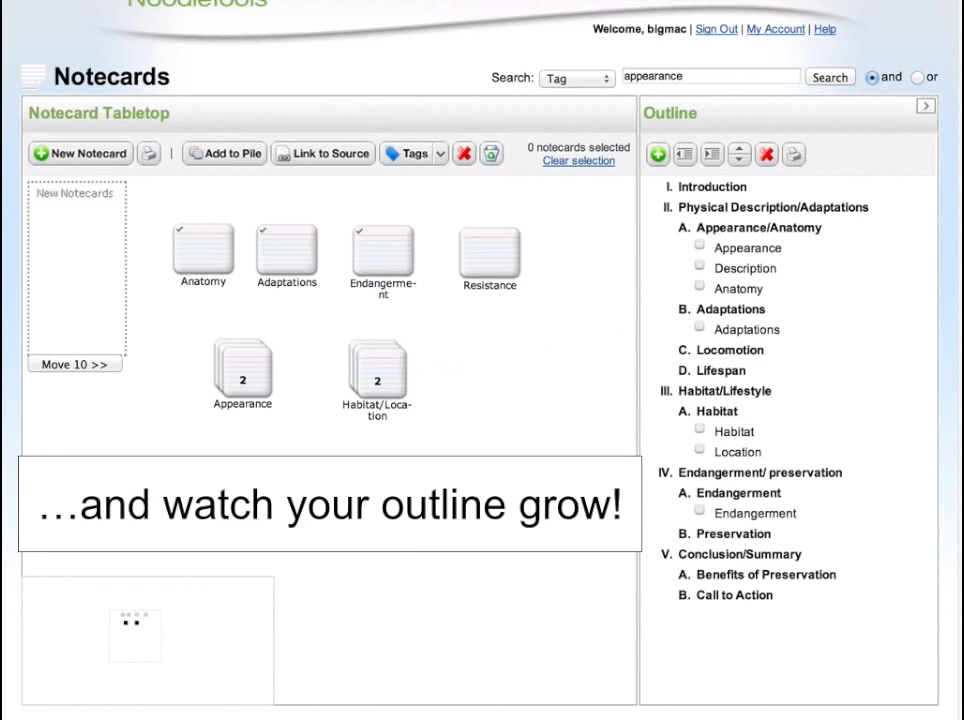 NoodleTools
Welcome, bigmac | Sign Out | My Account | Help
Notecards
Search: Tag appearance Search and or
Notecard Tabletop
New Notecard | Add to Pile Link to Source Tags
0 notecards selected
Clear selection
New Notecards
Anatomy
Adaptations
Endangerme-
nt
Resistance
Move 10 >>
2
Appearance
2
Habitat/Loca-
tion
…and watch your outline grow!
Outline
>
I. Introduction
II. Physical Description/Adaptations
A. Appearance/Anatomy
Appearance
Description
Anatomy
B. Adaptations
Adaptations
C. Locomotion
D. Lifespan
III. Habitat/Lifestyle
A. Habitat
Habitat
Location
IV. Endangerment/ preservation
A. Endangerment
Endangerment
B. Preservation
V. Conclusion/Summary
A. Benefits of Preservation
B. Call to Action